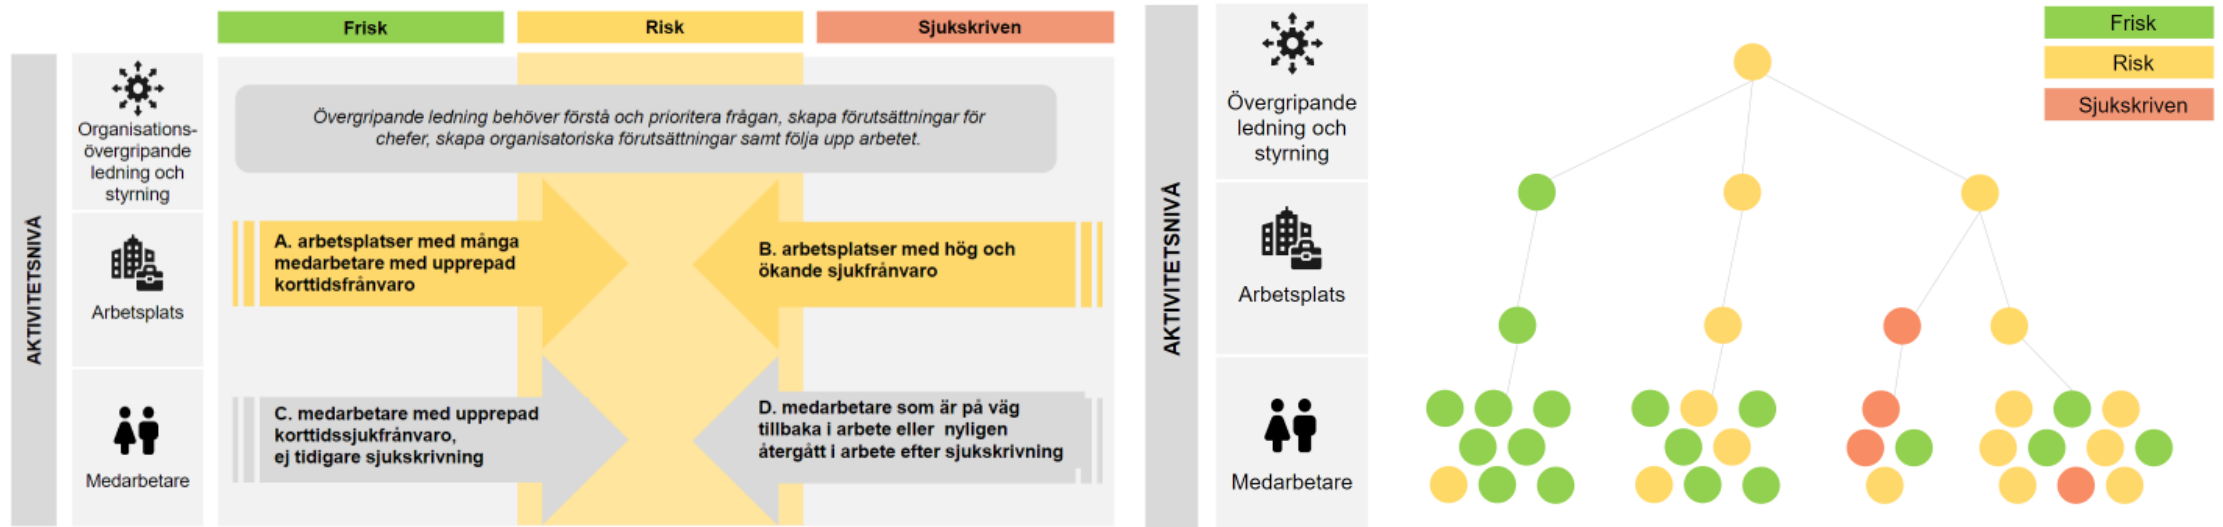 Frisk
Risk
Sjukskriven
AKTIVITETSNIVÅ
Organisations-
övergripande
ledning och
styrning
Övergripande ledning behöver förstå och prioritera frågan, skapa förutsättningar för
chefer, skapa organisatoriska förutsättningar samt följa upp arbetet.
Arbetsplats
A. arbetsplatser med många
medarbetare med upprepad
korttidsfrånvaro
B. arbetsplatser med hög och
ökande sjukfrånvaro
Medarbetare
C. medarbetare med upprepad
korttidssjukfrånvaro,
ej tidigare sjukskrivning
D. medarbetare som är på väg
tillbaka i arbete eller  nyligen
återgått i arbete efter sjukskrivning
AKTIVITETSNIVÅ
Övergripande
ledning och
styrning
Arbetsplats
Medarbetare
Frisk
Risk
Sjukskriven